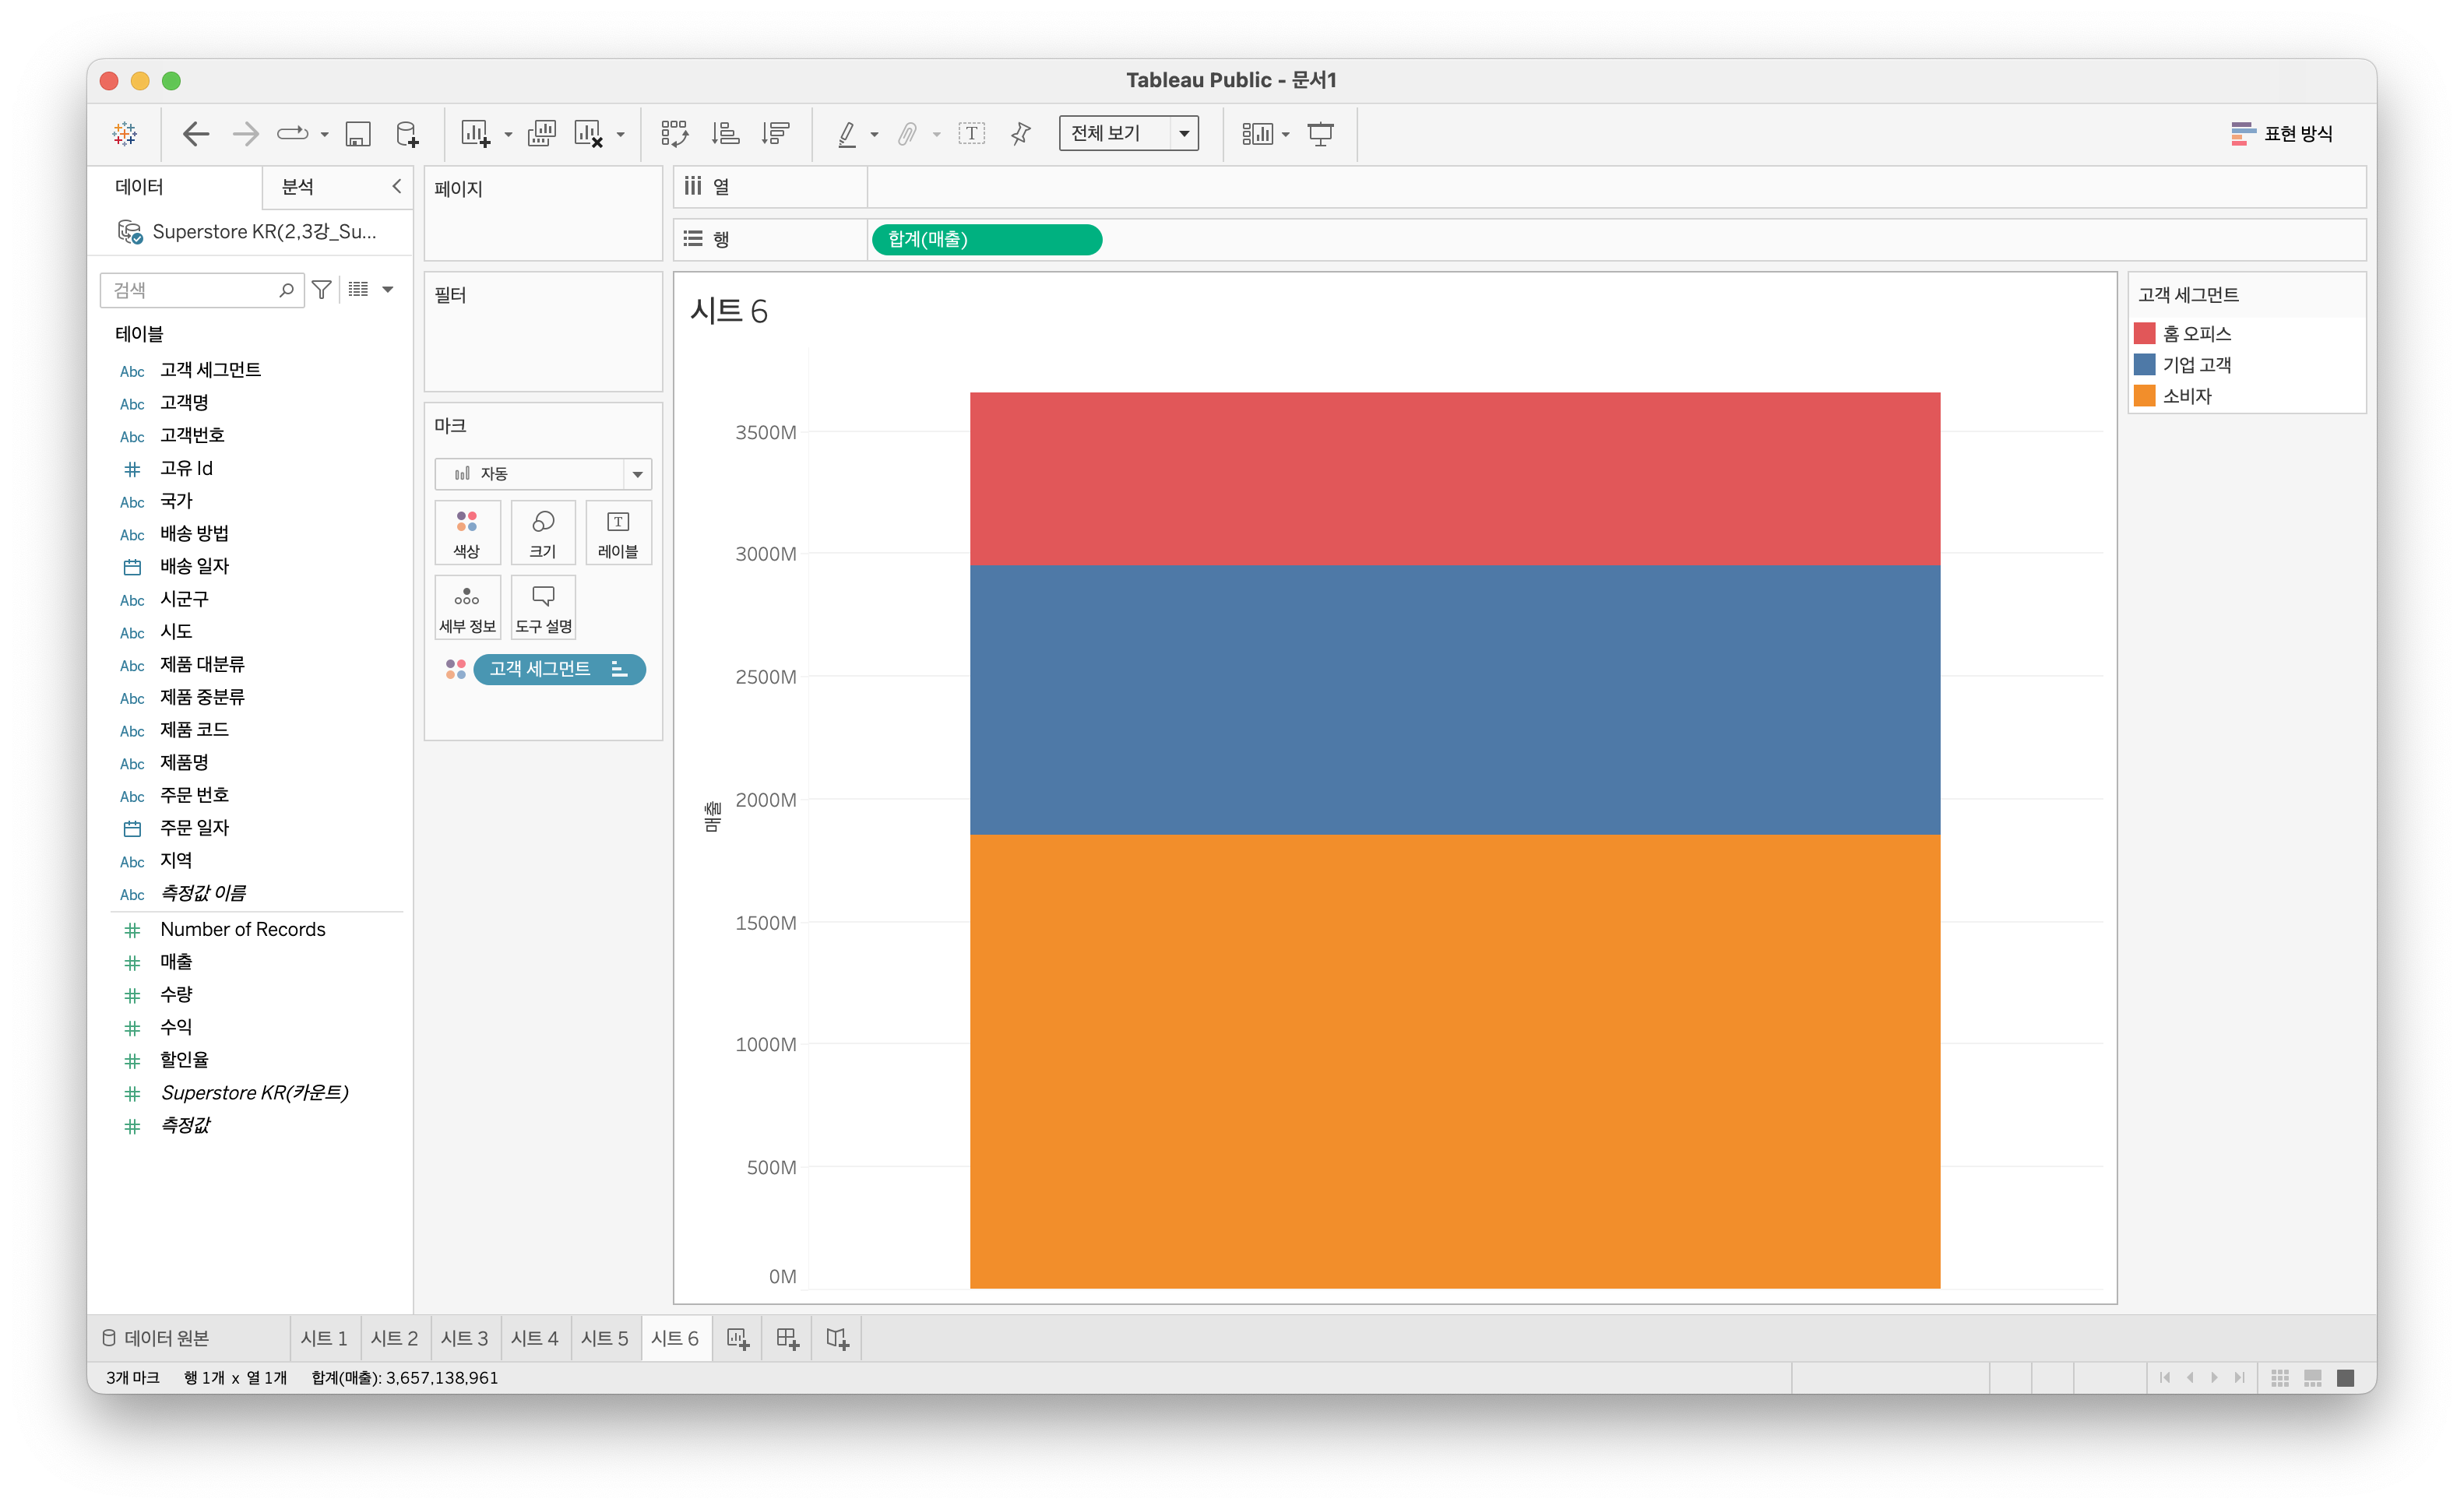 Tableau Public - 문서1
전체 보기
표현 방식
데이터
분석
Superstore KR(2,3강_Su...
검색
테이블
Abc 고객 세그먼트
Abc 고객명
Abc 고객번호
고유 Id
Abc 국가
Abc 배송 방법
배송 일자
Abc 시군구
Abc 시도
Abc 제품 대분류
Abc 제품 중분류
Abc 제품 코드
Abc 제품명
Abc 주문 번호
주문 일자
Abc 지역
Abc 측정값 이름
Number of Records
매출
수량
수익
할인율
Superstore KR(카운트)
측정값
페이지
필터
마크
자동
색상
크기
레이블
세부 정보
도구 설명
고객 세그먼트
열
행
합계(매출)
시트 6
매출
3500M
3000M
2500M
2000M
1500M
1000M
500M
0M
고객 세그먼트
홈 오피스
기업 고객
소비자
데이터 원본
시트 1
시트 2
시트 3
시트 4
시트 5
시트 6
3개 마크 행 1개 x 열 1개 합계(매출): 3,657,138,961